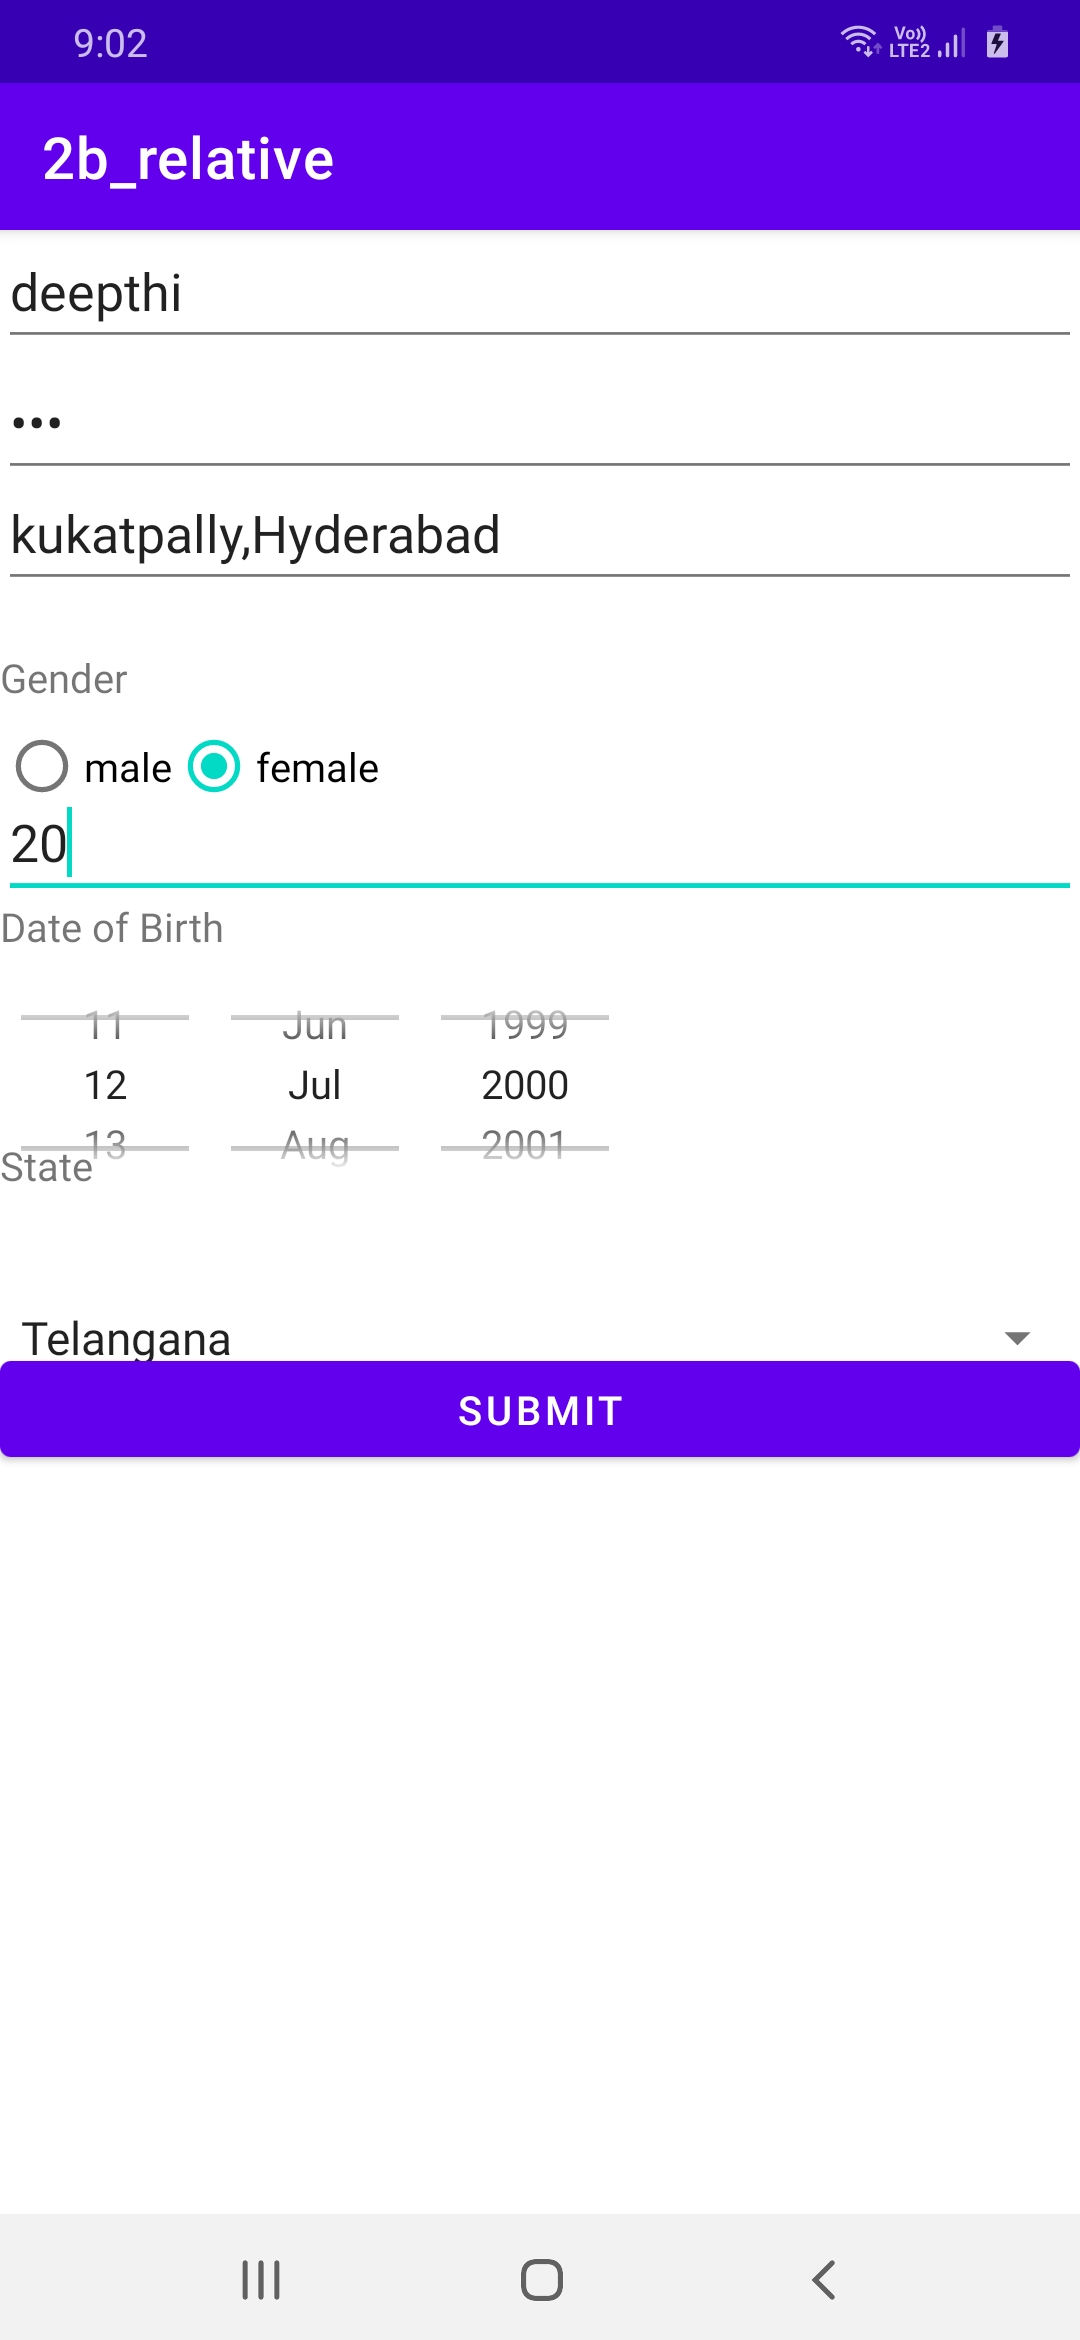 9:02 Vo)) LTE2
2b_relative
deepthi
•••
kukatpally,Hyderabad
Gender
male female
20
Date of Birth
11 Jun 1999
12 Jul 2000
13 Aug 2001
State
Telangana
SUBMIT